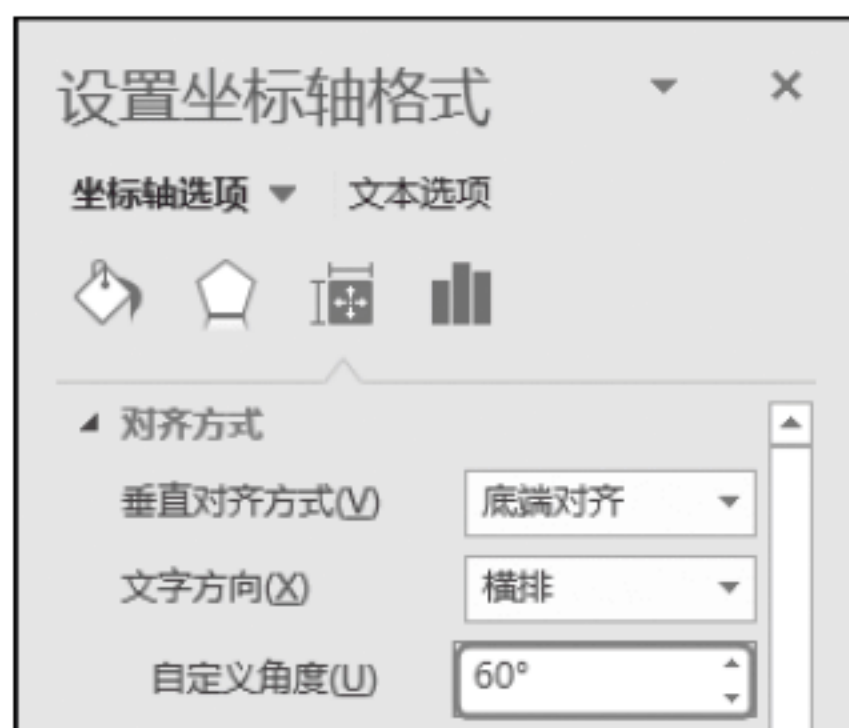 设置坐标轴格式
坐标轴选项 文本选项
对齐方式
垂直对齐方式(V) 底端对齐
文字方向(X) 横排
自定义角度(U) 60°